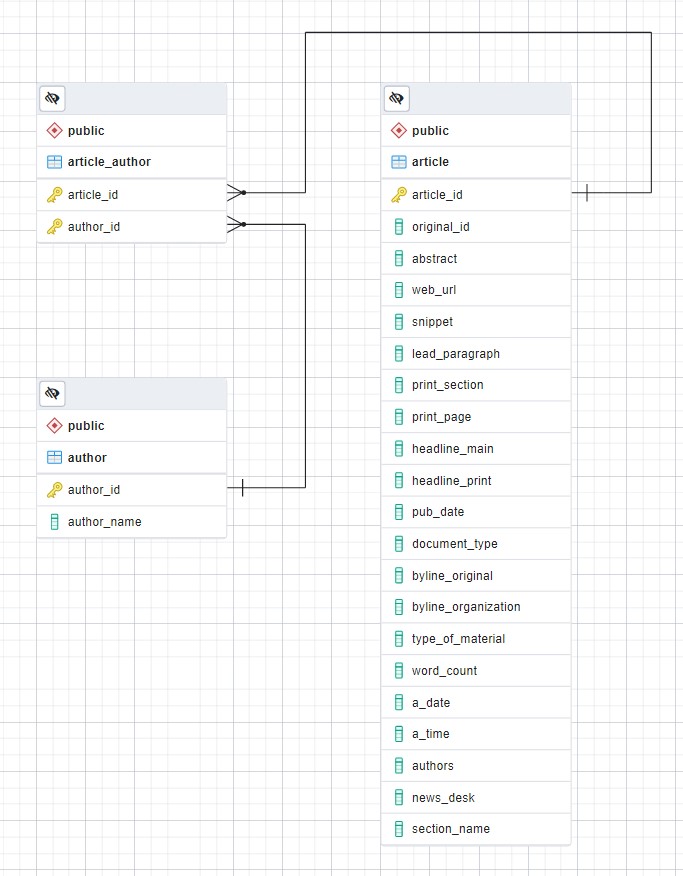 public
article_author
article_id
author_id
public
author
author_id
author_name
public
article
article_id
original_id
abstract
web_url
snippet
lead_paragraph
print_section
print_page
headline_main
headline_print
pub_date
document_type
byline_original
byline_organization
type_of_material
word_count
a_date
a_time
authors
news_desk
section_name